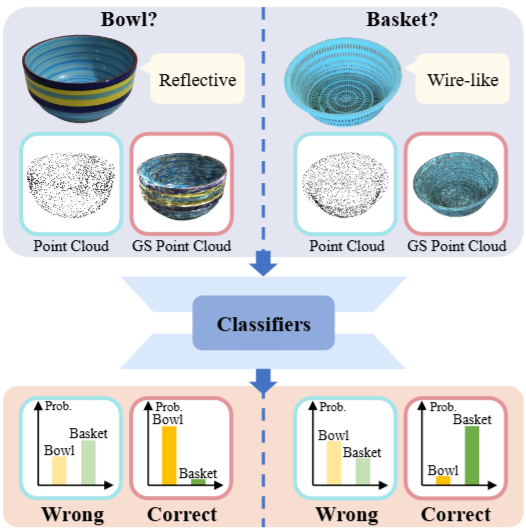 Bowl?
Basket?
Reflective
Wire-like
Point Cloud
GS Point Cloud
Point Cloud
GS Point Cloud
Classifiers
Prob.
Bowl
Basket
Prob.
Bowl
Basket
Prob.
Bowl
Basket
Prob.
Basket
Bowl
Wrong
Correct
Wrong
Correct